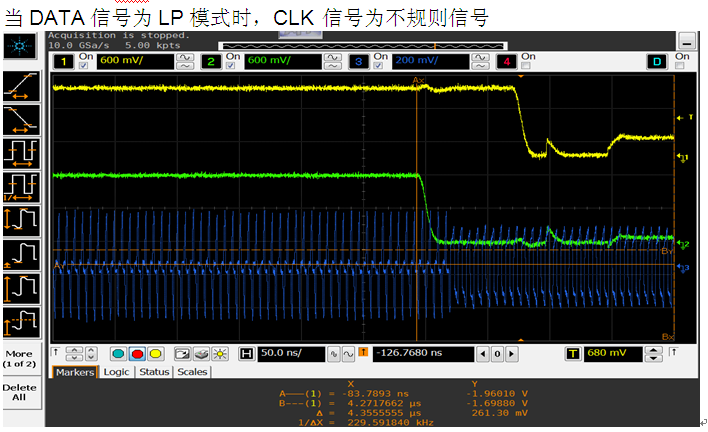 当 DATA 信号为 LP 模式时，CLK 信号为不规则信号
Acquisition is stopped.
10.0 GSa/s 5.00 kpts
1 On 600 mV/ 2 On 600 mV/ 3 On 200 mV/ 4 On D On
Ax
T
1
2
Ay
By
3
Bx
More
(1 of 2)
Delete
All
H 50.0 ns/ -126.7680 ns 0 T 680 mV
Markers Logic Status Scales
X Y
A---(1) = -83.7893 ns -1.96010 V
B---(1) = 4.2717662 µs -1.69880 V
Δ = 4.3555555 µs 261.30 mV
1/ΔX = 229.591840 kHz